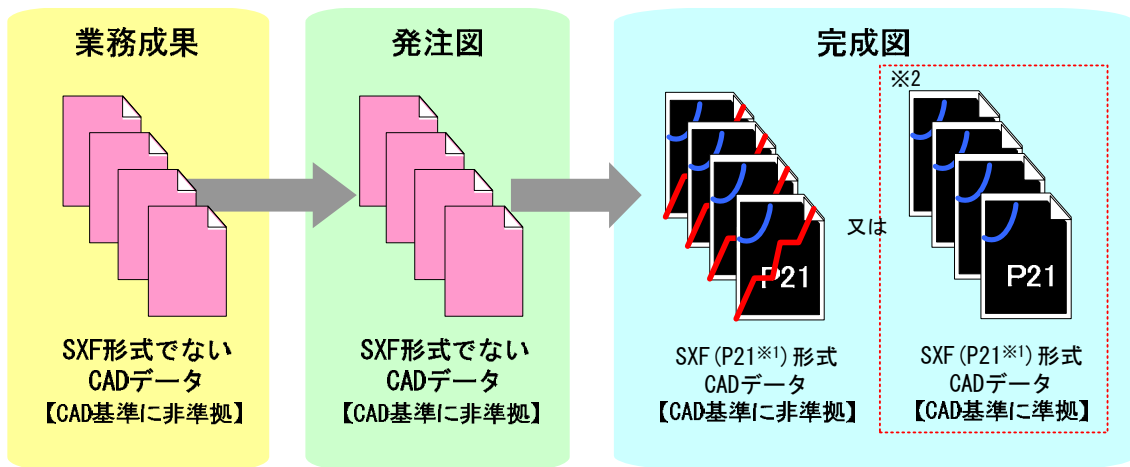 業務成果
SXF形式でない
CADデータ
【CAD基準に非準拠】
発注図
SXF形式でない
CADデータ
【CAD基準に非準拠】
完成図
P21
SXF(P21※1)形式
CADデータ
【CAD基準に非準拠】
又は
※2
P21
SXF(P21※1)形式
CADデータ
【CAD基準に準拠】